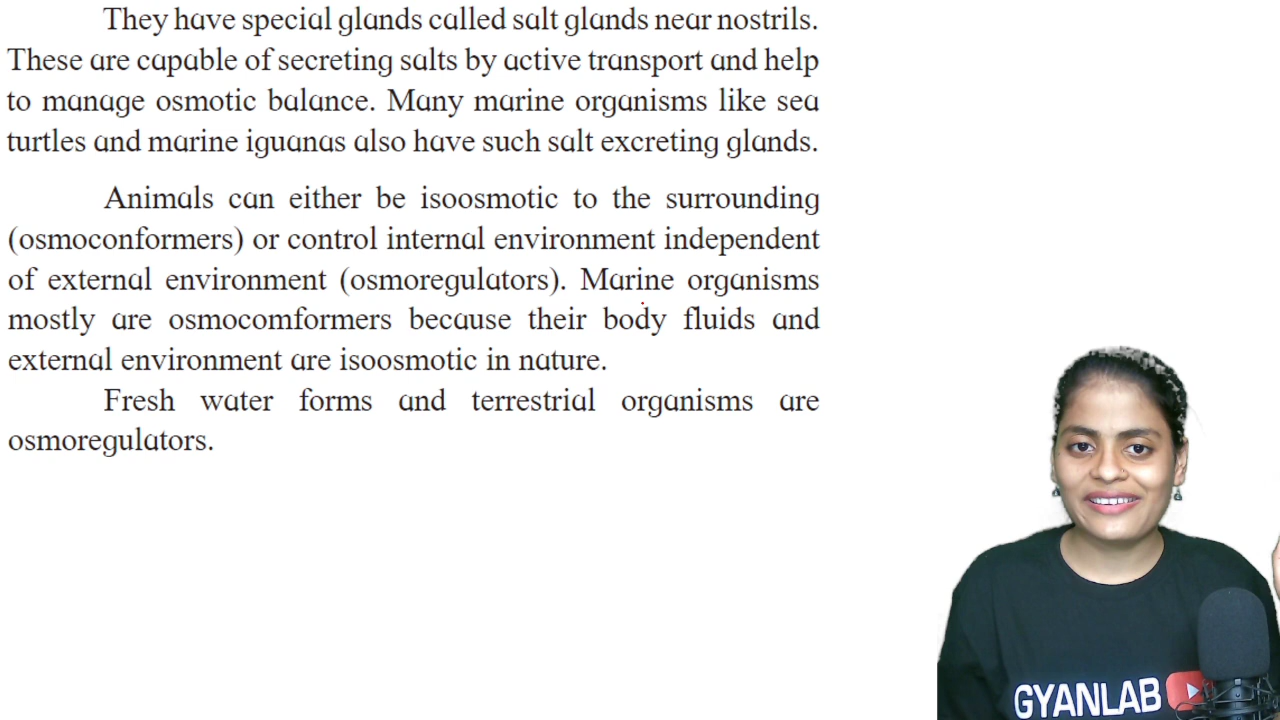 They have special glands called salt glands near nostrils.
These are capable of secreting salts by active transport and help
to manage osmotic balance. Many marine organisms like sea
turtles and marine iguanas also have such salt excreting glands.
Animals can either be isoosmotic to the surrounding
(osmoconformers) or control internal environment independent
of external environment (osmoregulators). Marine organisms
mostly are osmocomformers because their body fluids and
external environment are isoosmotic in nature.
Fresh water forms and terrestrial organisms are
osmoregulators.
GYANLAB